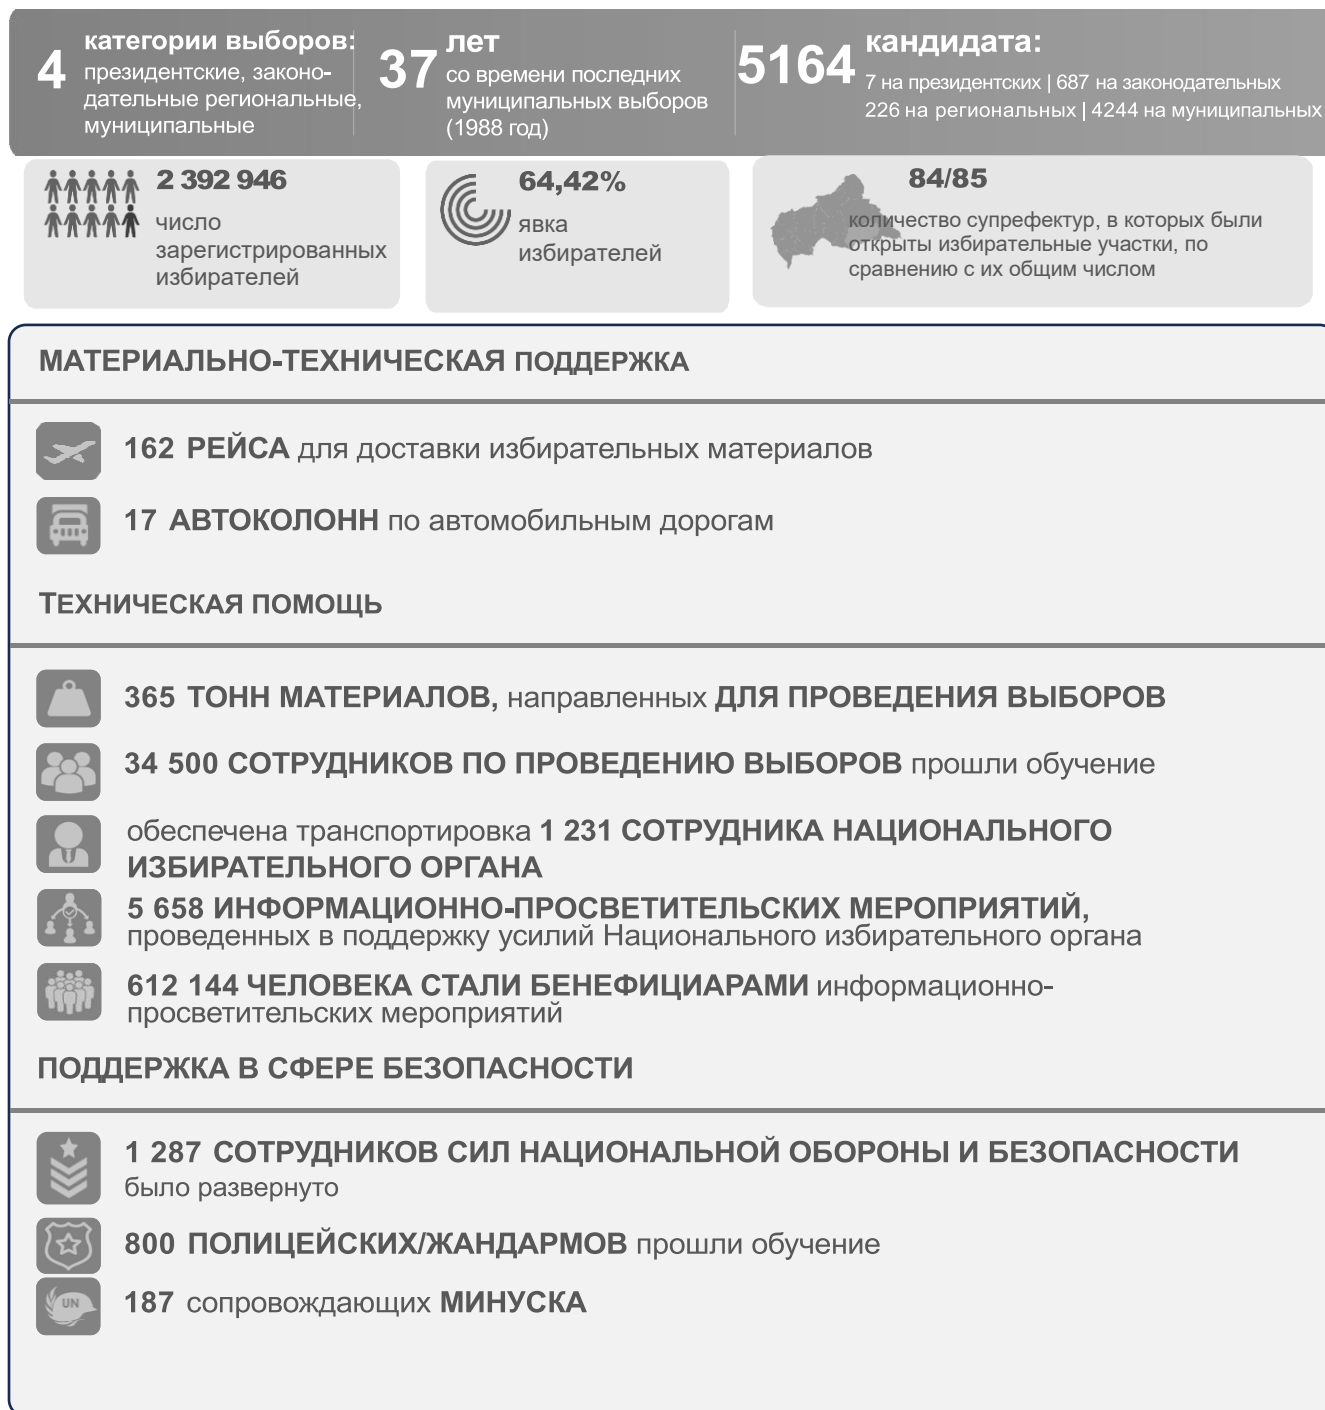 4
категории выборов:
президентские, законо-
дательные региональные,
муниципальные
37
лет
со времени последних
муниципальных выборов
(1988 год)
5164
кандидата:
7 на президентских | 687 на законодательных
226 на региональных | 4244 на муниципальных
2 392 946
число
зарегистрированных
избирателей
64,42%
явка
избирателей
84/85
количество супрефектур, в которых были
открыты избирательные участки, по
сравнению с их общим числом
МАТЕРИАЛЬНО-ТЕХНИЧЕСКАЯ ПОДДЕРЖКА
162 РЕЙСА для доставки избирательных материалов
17 АВТОКОЛОНН по автомобильным дорогам
ТЕХНИЧЕСКАЯ ПОМОЩЬ
365 ТОНН МАТЕРИАЛОВ, направленных ДЛЯ ПРОВЕДЕНИЯ ВЫБОРОВ
34 500 СОТРУДНИКОВ ПО ПРОВЕДЕНИЮ ВЫБОРОВ прошли обучение
обеспечена транспортировка 1 231 СОТРУДНИКА НАЦИОНАЛЬНОГО
ИЗБИРАТЕЛЬНОГО ОРГАНА
5 658 ИНФОРМАЦИОННО-ПРОСВЕТИТЕЛЬСКИХ МЕРОПРИЯТИЙ,
проведенных в поддержку усилий Национального избирательного органа
612 144 ЧЕЛОВЕКА СТАЛИ БЕНЕФИЦИАРАМИ информационно-
просветительских мероприятий
ПОДДЕРЖКА В СФЕРЕ БЕЗОПАСНОСТИ
1 287 СОТРУДНИКОВ СИЛ НАЦИОНАЛЬНОЙ ОБОРОНЫ И БЕЗОПАСНОСТИ
было развернуто
800 ПОЛИЦЕЙСКИХ/ЖАНДАРМОВ прошли обучение
UN
187 сопровождающих МИНУСКА